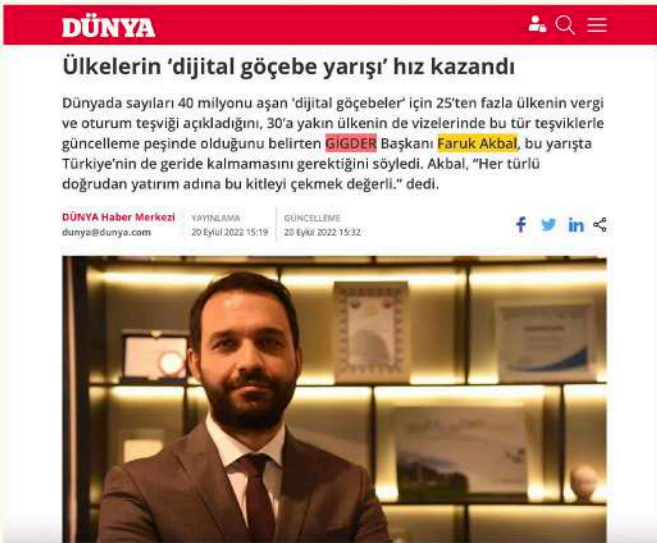 DÜNYA
Ülkelerin ‘dijital göçebe yarışı’ hız kazandı
Dünyada sayıları 40 milyonu aşan ‘dijital göçebeler’ için 25’ten fazla ülkenin vergi
ve oturum teşviği açıkladığını, 30’a yakın ülkenin de vizelerinde bu tür teşviklerle
güncelleme peşinde olduğunu belirten GİGDER Başkanı Faruk Akbal, bu yarışta
Türkiye’nin de geride kalmamasını gerektiğini söyledi. Akbal, “Her türlü
doğrudan yatırım adına bu kitleyi çekmek değerli.” dedi.
DÜNYA Haber Merkezi YAYINLAMA GÜNCELLEME
dunya@dunya.com 20 Eylül 2022 15:19 20 Eylül 2022 15:32